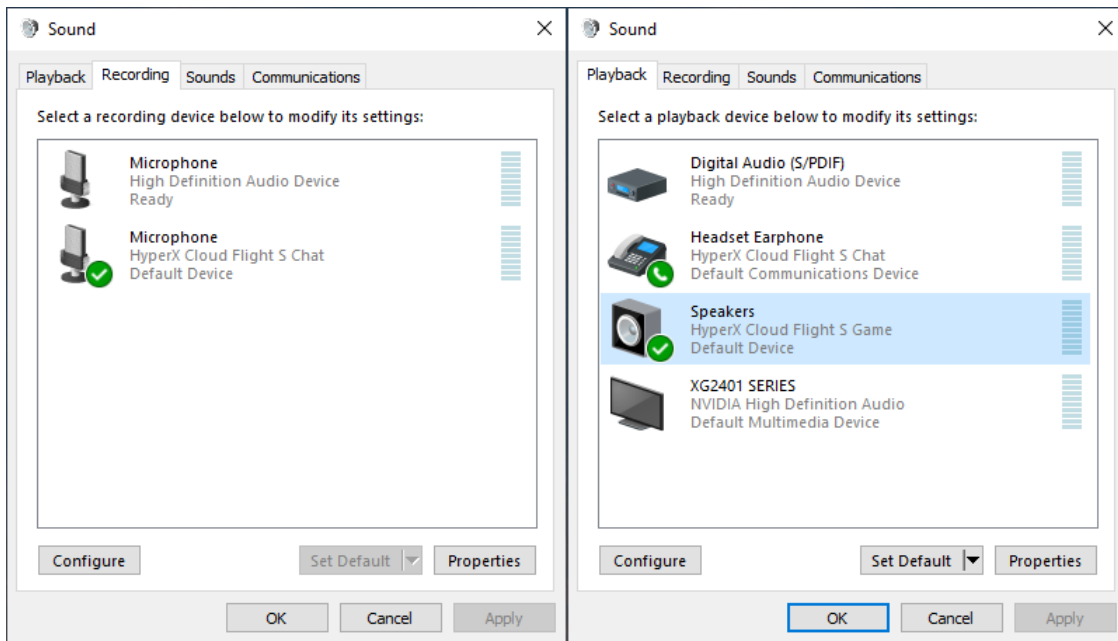 Sound
Playback Recording Sounds Communications
Select a recording device below to modify its settings:
Microphone
High Definition Audio Device
Ready
Microphone
HyperX Cloud Flight S Chat
Default Device
Configure
Set Default
Properties
OK
Cancel
Apply
Sound
Playback Recording Sounds Communications
Select a playback device below to modify its settings:
Digital Audio (S/PDIF)
High Definition Audio Device
Ready
Headset Earphone
HyperX Cloud Flight S Chat
Default Communications Device
Speakers
HyperX Cloud Flight S Game
Default Device
XG2401 SERIES
NVIDIA High Definition Audio
Default Multimedia Device
Configure
Set Default
Properties
OK
Cancel
Apply